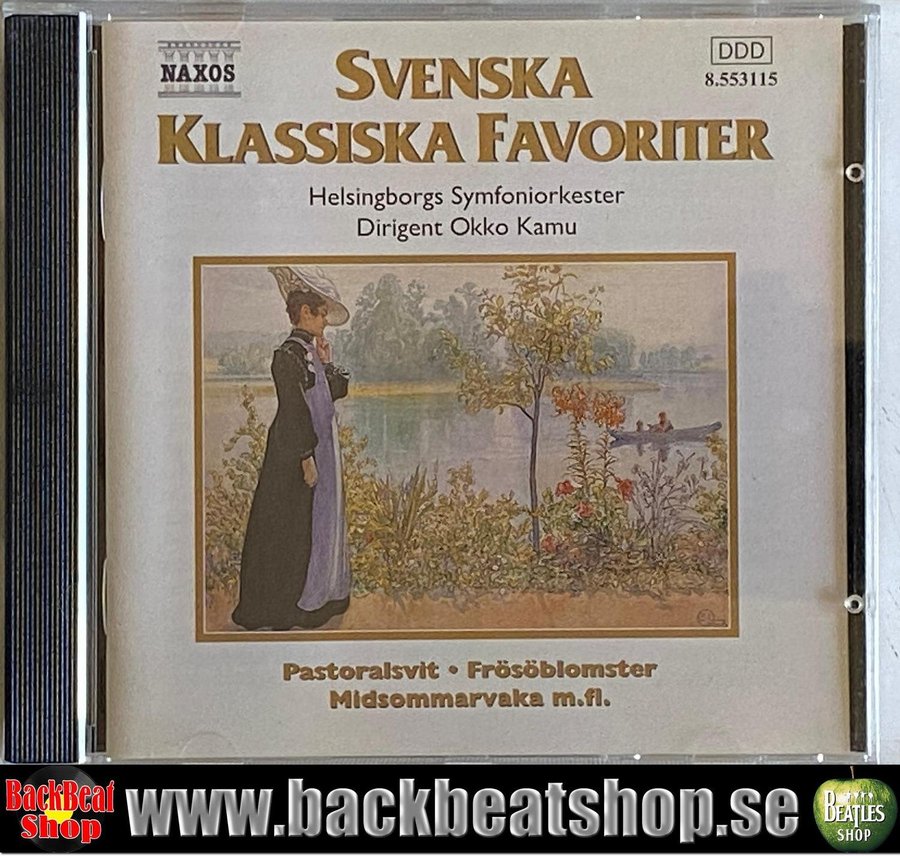 NAXOS
DDD
8.553115
SVENSKA
KLASSISKA FAVORITER
Helsingborgs Symfoniorkester
Dirigent Okko Kamu
Pastoralsvit • Frösöblomster
Midsommarvaka m.fl.
BackBeat
Shop
www.backbeatshop.se
BEATLES
SHOP